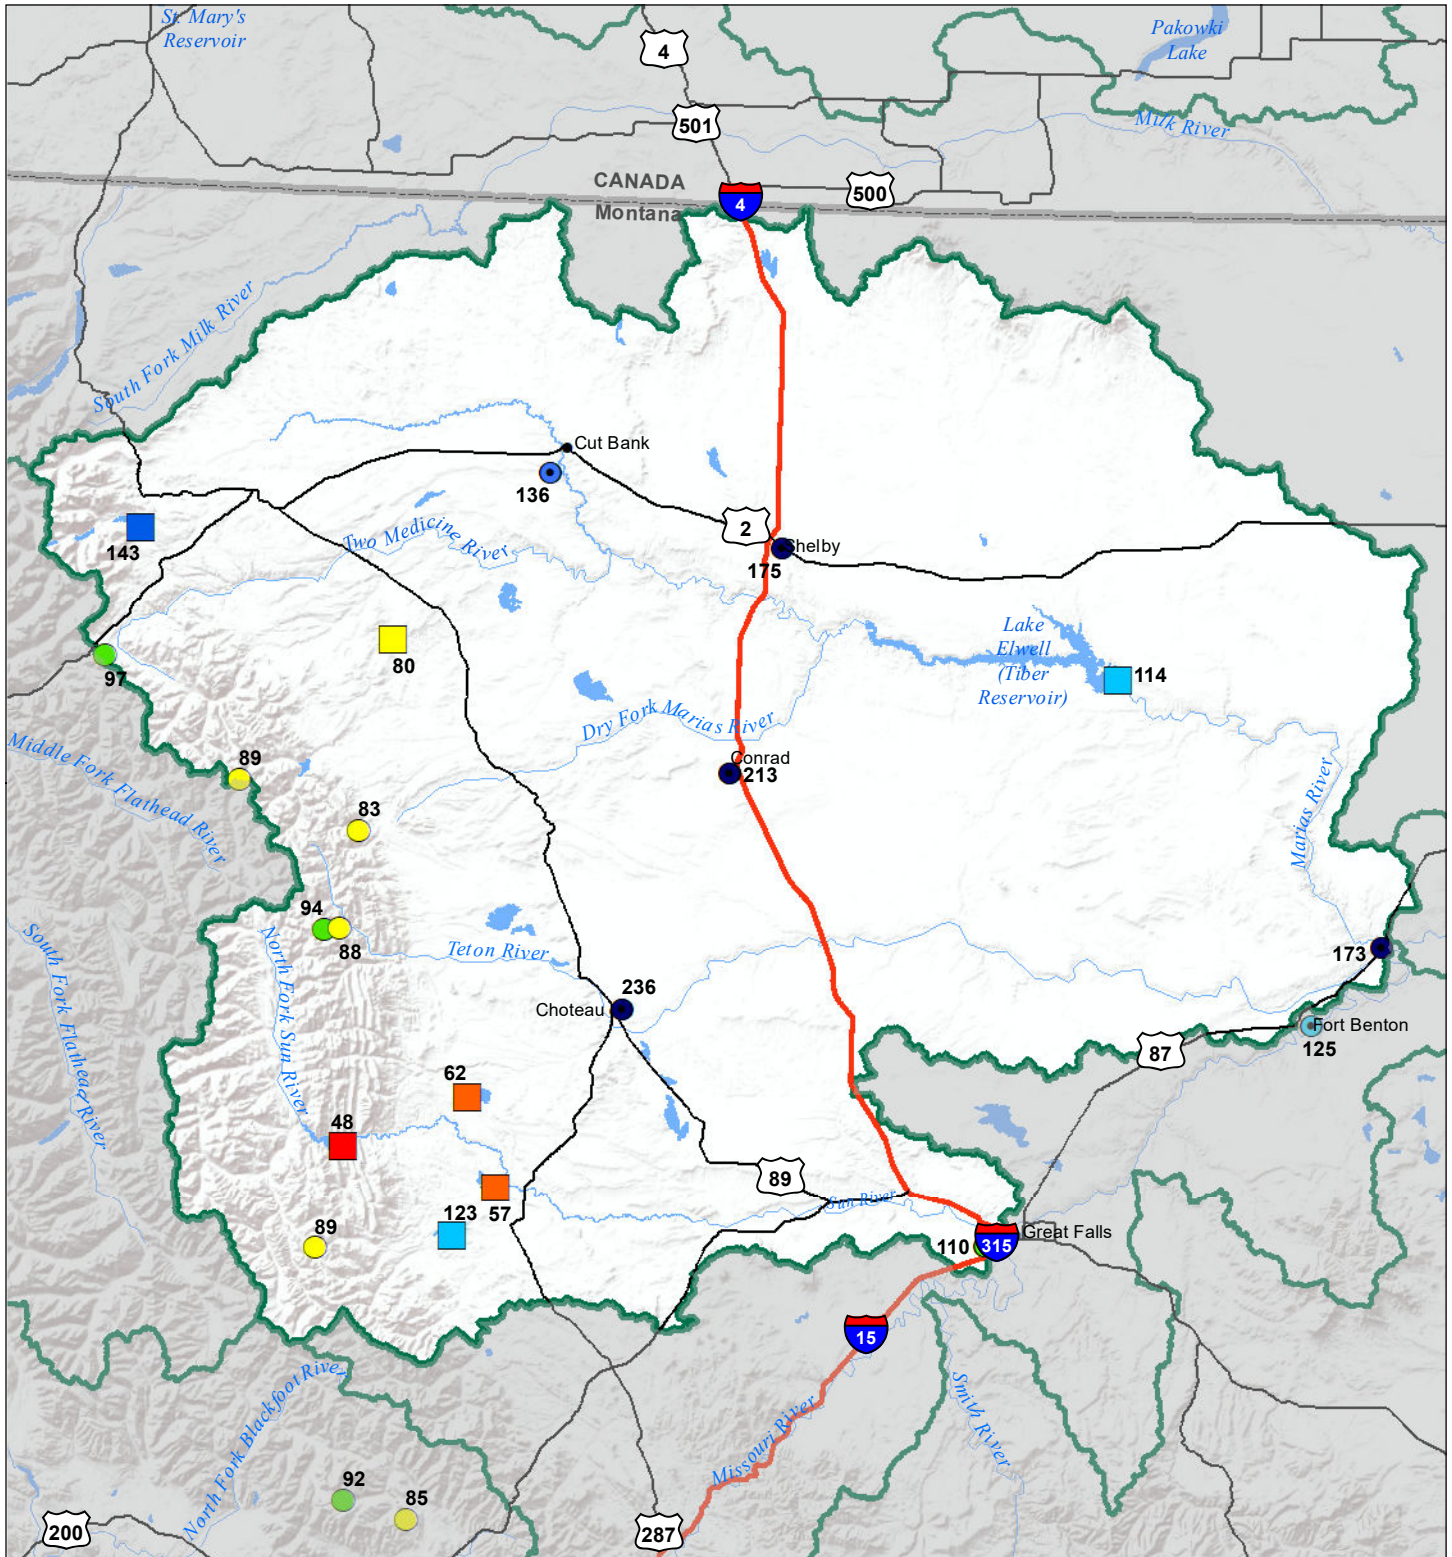 St. Mary's
Reservoir
Pakowki
Lake
4
501
Milk River
CANADA
500
4
Montana
South Fork Milk River
Cut Bank
136
2
143
Two Medicine River
Shelby
175
Lake
Elwell
(Tiber
Reservoir)
80
114
97
Dry Fork Marias River
Middle Fork Flathead River
89
Conrad
213
Marias River
83
94
88
South Fork Flathead River
North Fork Sun River
Teton River
173
236
Choteau
Fort Benton
125
87
62
48
89
57
Sun River
123
89
110
315
Great Falls
15
North Fork Blackfoot River
Smith River
Missouri River
92
85
200
287